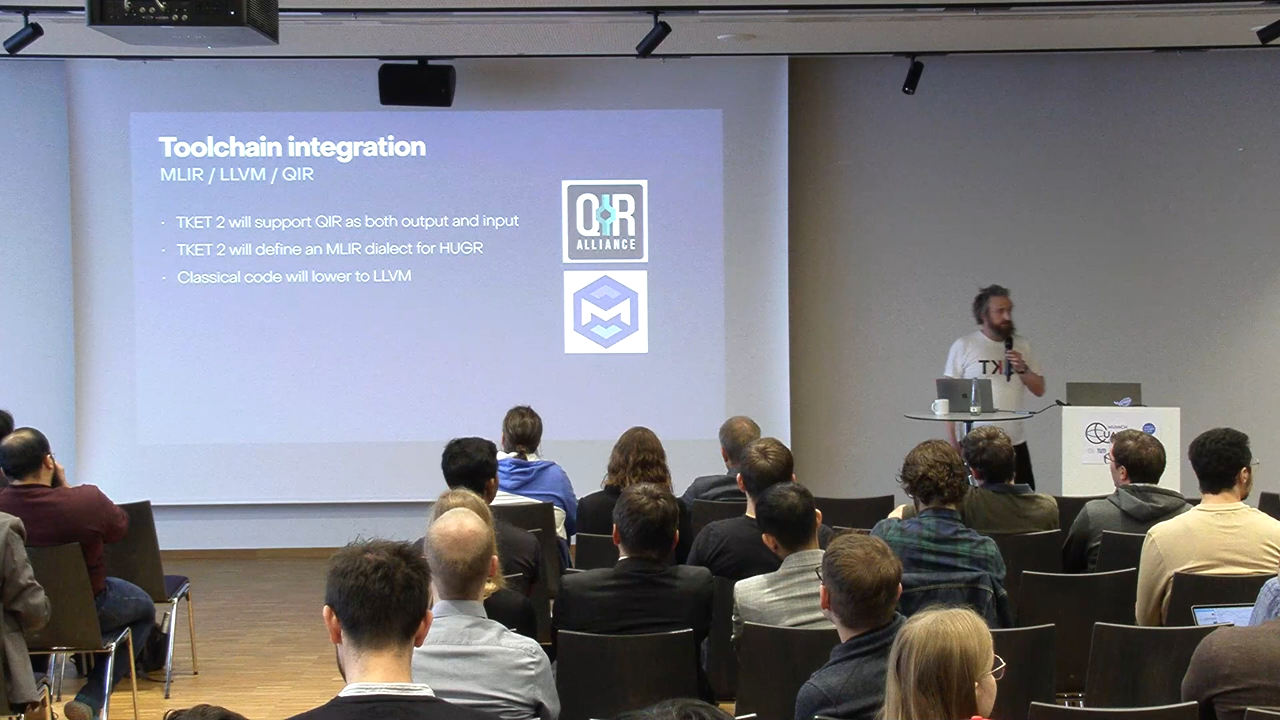 Toolchain integration
MLIR / LLVM / QIR
· TKET 2 will support QIR as both output and input
· TKET 2 will define an MLIR dialect for HUGR
· Classical code will lower to LLVM
QIR
ALLIANCE
M
MUNICH